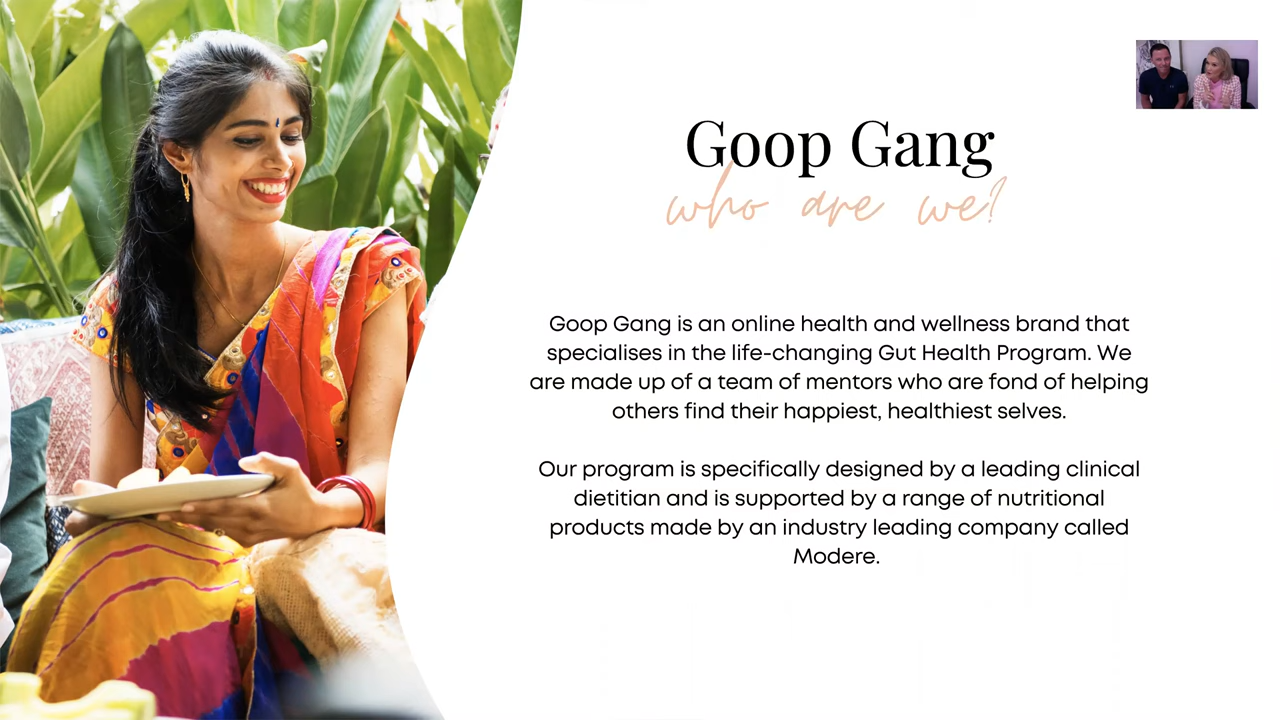 Goop Gang
who are we?
Goop Gang is an online health and wellness brand that
specialises in the life-changing Gut Health Program. We
are made up of a team of mentors who are fond of helping
others find their happiest, healthiest selves.
Our program is specifically designed by a leading clinical
dietitian and is supported by a range of nutritional
products made by an industry leading company called
Modere.